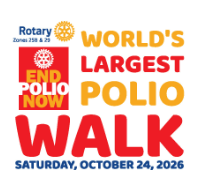 Rotary
Zones 25B & 29
END
POLIO
NOW
WORLD'S
LARGEST
POLIO
WALK
SATURDAY, OCTOBER 24, 2026